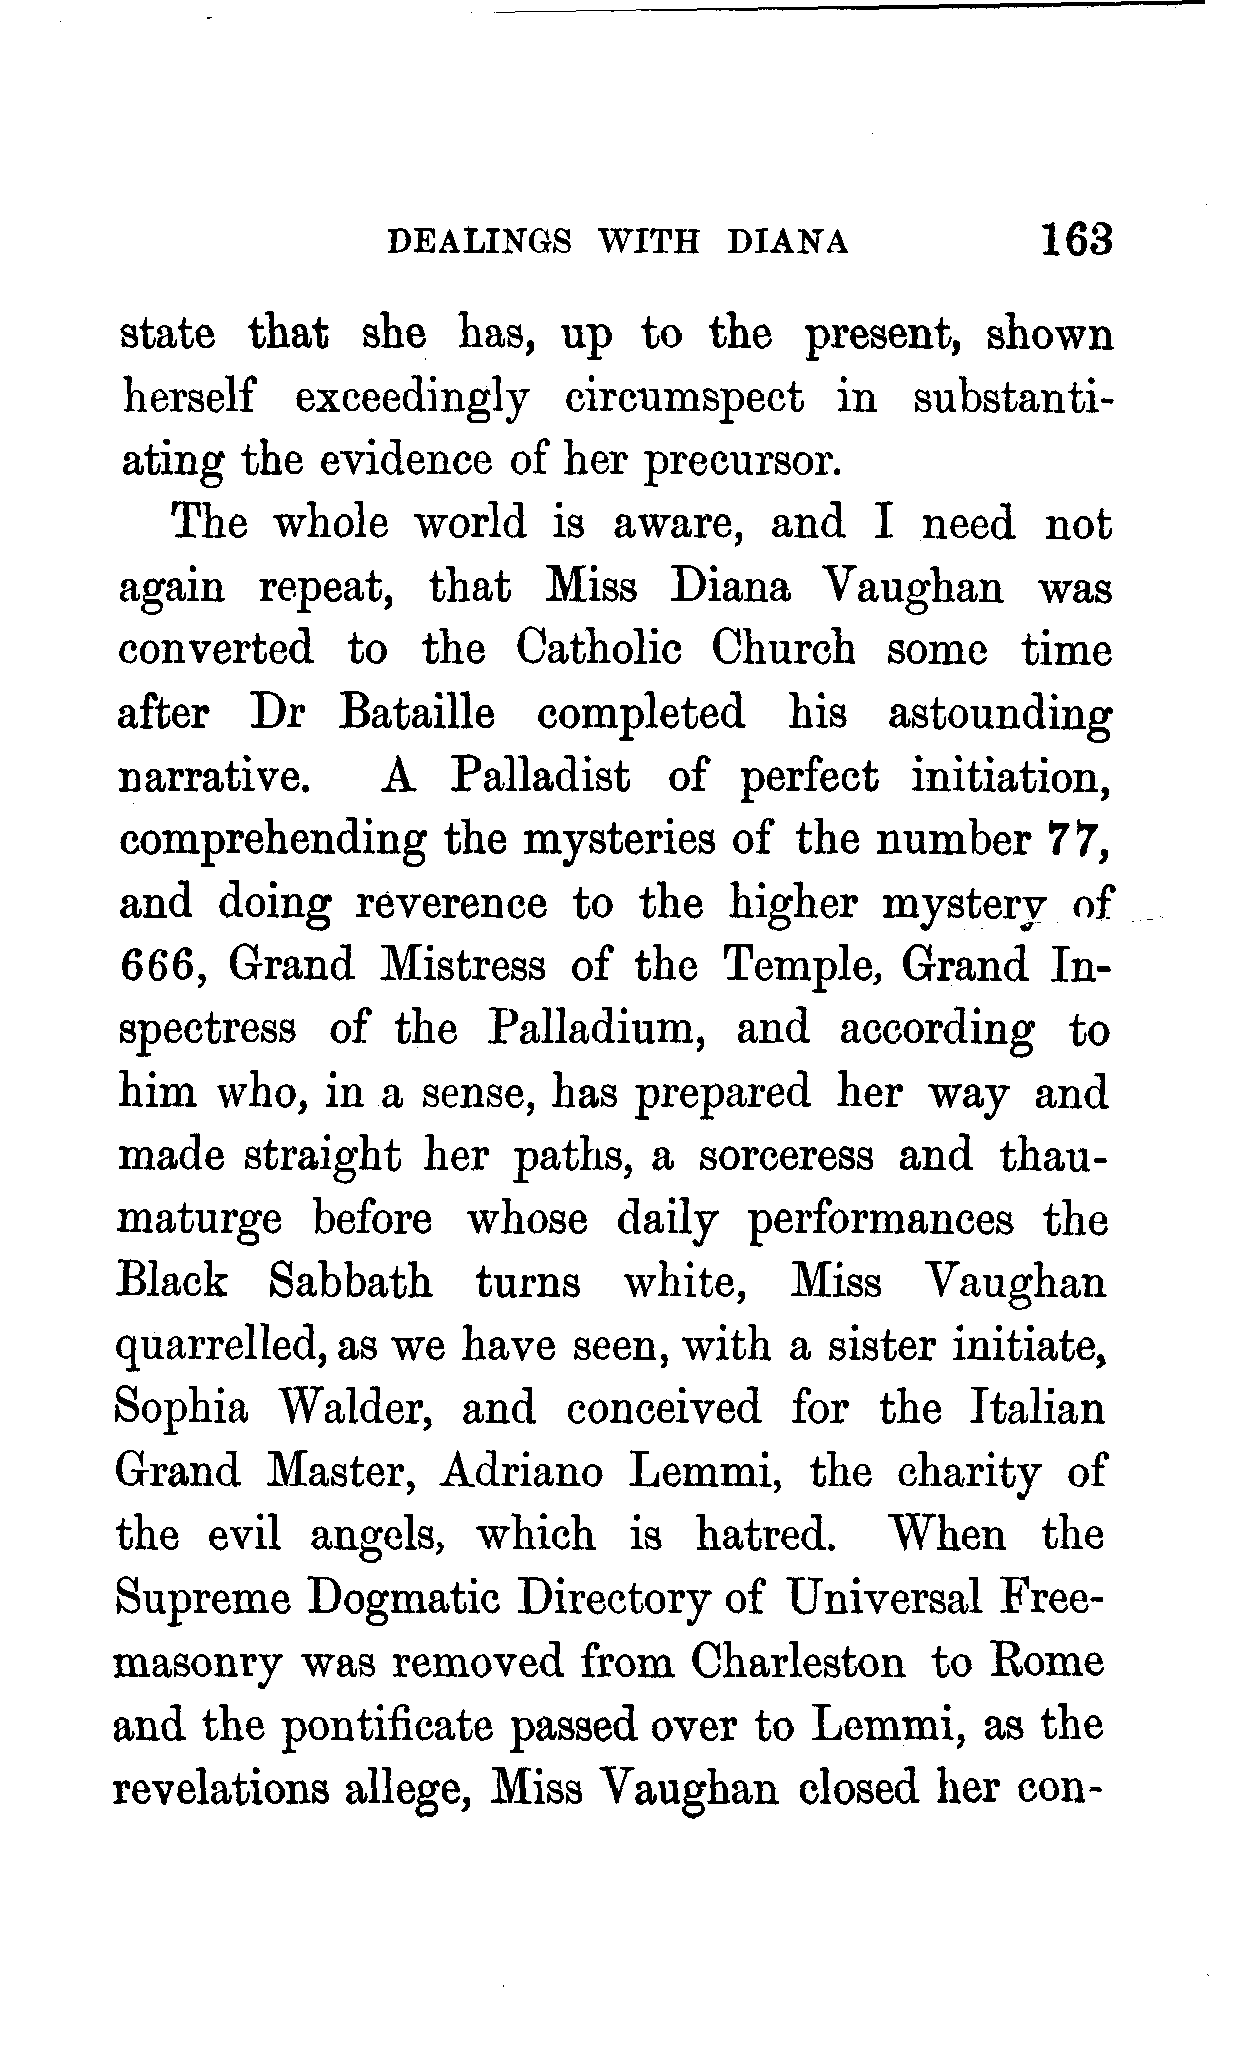 DEALINGS WITH DIANA 163
state that she has, up to the present, shown
herself exceedingly circumspect in substanti-
ating the evidence of her precursor.
The whole world is aware, and I need not
again repeat, that Miss Diana Vaughan was
converted to the Catholic Church some time
after Dr Bataille completed his astounding
narrative. A Palladist of perfect initiation,
comprehending the mysteries of the number 77,
and doing reverence to the higher mystery of
666, Grand Mistress of the Temple, Grand In-
spectress of the Palladium, and according to
him who, in a sense, has prepared her way and
made straight her paths, a sorceress and thau-
maturge before whose daily performances the
Black Sabbath turns white, Miss Vaughan
quarrelled, as we have seen, with a sister initiate,
Sophia Walder, and conceived for the Italian
Grand Master, Adriano Lemmi, the charity of
the evil angels, which is hatred. When the
Supreme Dogmatic Directory of Universal Free-
masonry was removed from Charleston to Rome
and the pontificate passed over to Lemmi, as the
revelations allege, Miss Vaughan closed her con-